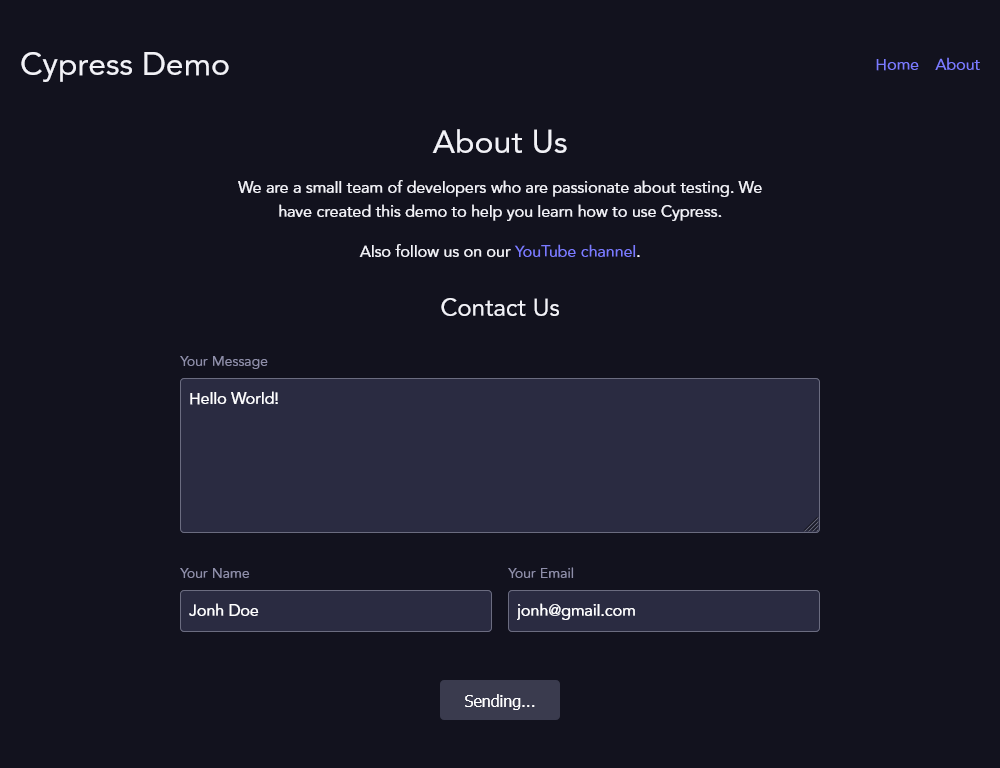 Cypress Demo
Home About
About Us
We are a small team of developers who are passionate about testing. We
have created this demo to help you learn how to use Cypress.
Also follow us on our YouTube channel.
Contact Us
Your Message
Hello World!
Your Name
Your Email
Jonh Doe
jonh@gmail.com
Sending...